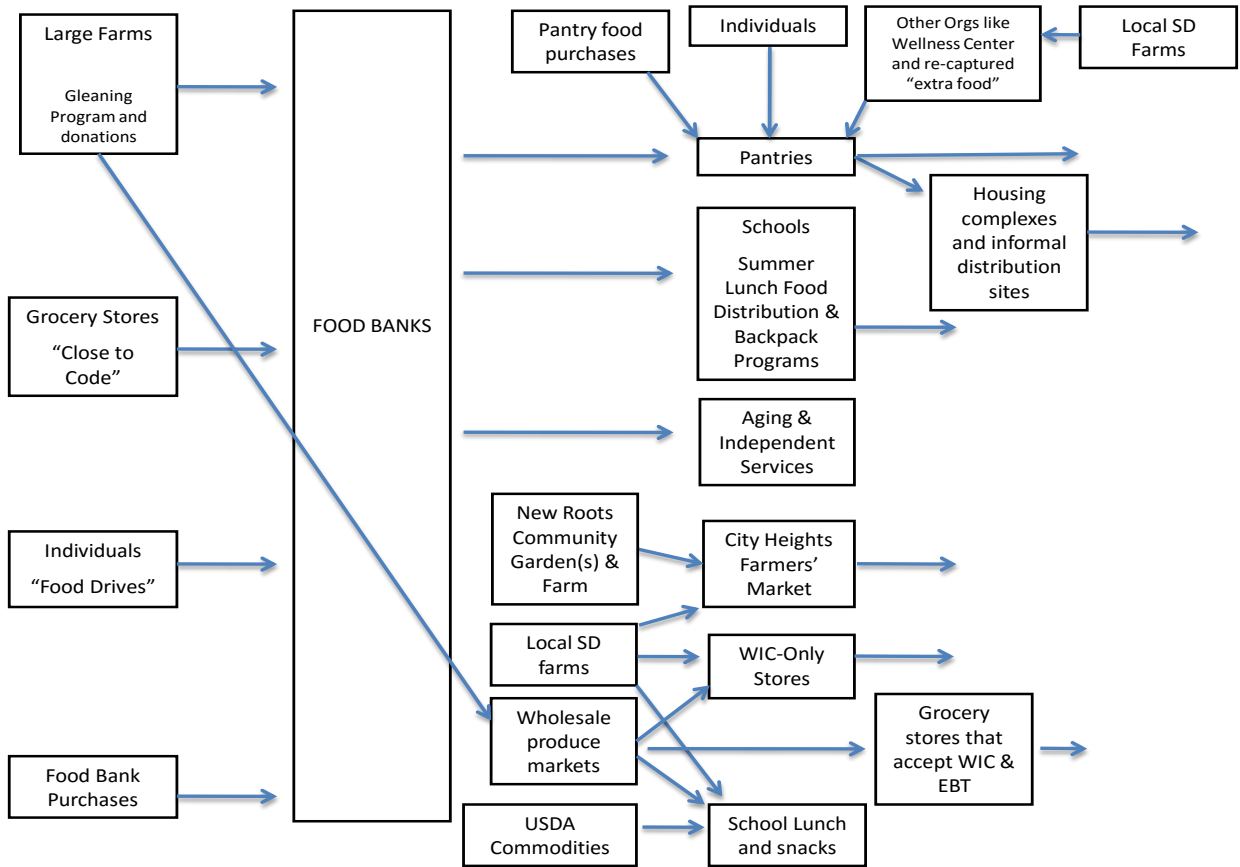 Large Farms
Gleaning
Program and
donations
Grocery Stores
“Close to
Code”
Individuals
“Food Drives”
Food Bank
Purchases
FOOD BANKS
Pantry food
purchases
Individuals
Other Orgs like
Wellness Center
and re-captured
“extra food”
Local SD
Farms
Pantries
Housing
complexes
and informal
distribution
sites
Schools
Summer
Lunch Food
Distribution &
Backpack
Programs
Aging &
Independent
Services
New Roots
Community
Garden(s) &
Farm
City Heights
Farmers’
Market
Local SD
farms
WIC-Only
Stores
Wholesale
produce
markets
Grocery
stores that
accept WIC &
EBT
USDA
Commodities
School Lunch
and snacks